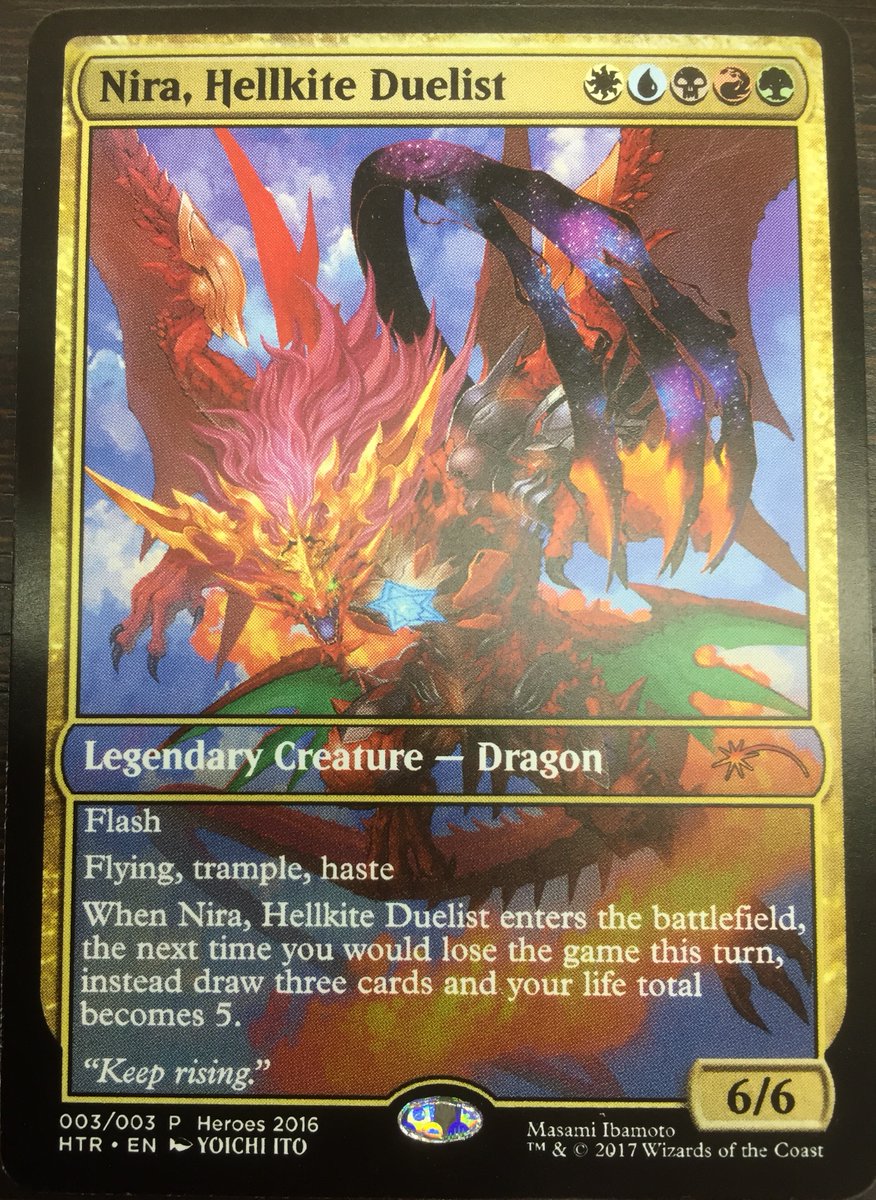 Nira, Hellkite Duelist
Legendary Creature — Dragon
Flash
Flying, trample, haste
When Nira, Hellkite Duelist enters the battlefield,
the next time you would lose the game this turn,
instead draw three cards and your life total
becomes 5.
“Keep rising.”
6/6
003/003 P Heroes 2016
HTR • EN YOICHI ITO
Masami Ibamoto
™ & © 2017 Wizards of the Coast